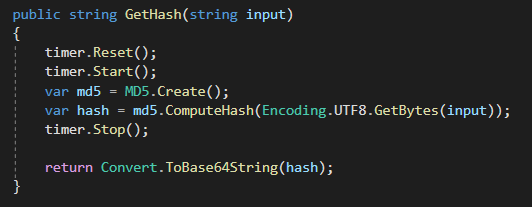 public string GetHash(string input)
{
    timer.Reset();
    timer.Start();
    var md5 = MD5.Create();
    var hash = md5.ComputeHash(Encoding.UTF8.GetBytes(input));
    timer.Stop();

    return Convert.ToBase64String(hash);
}